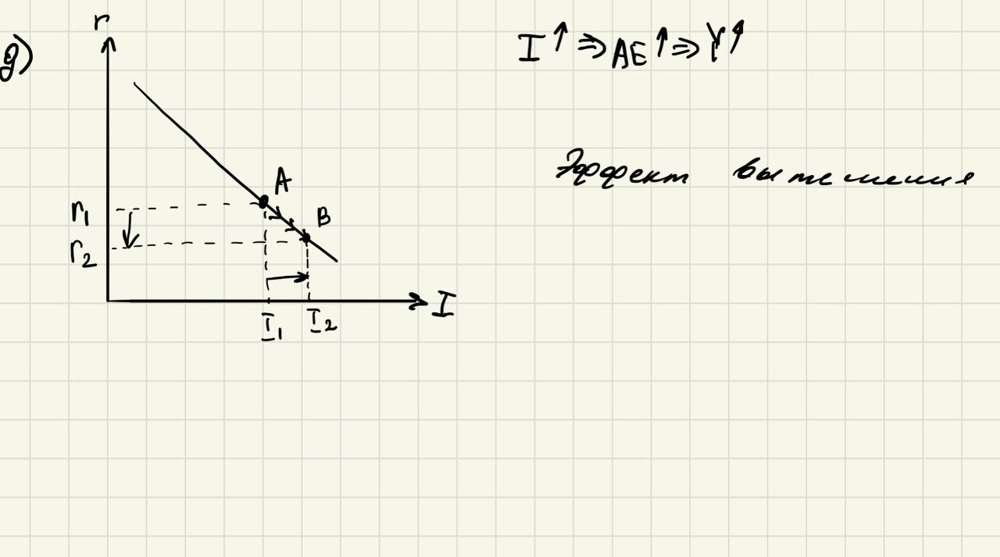 g)
r
I↑ ⇒ AE↑ ⇒ Y↑
Эффект вытеснения
A
B
r₁
r₂
I₁ I₂
I